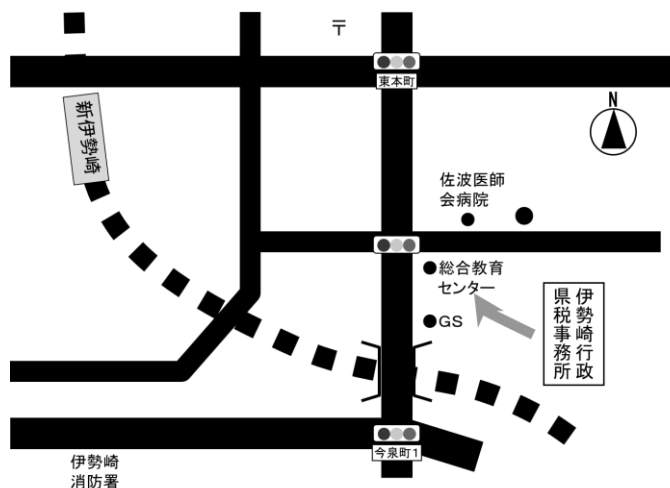 〒
東本町
N
新伊勢崎
佐波医師
会病院
総合教育
センター
伊勢崎行政
県税事務所
GS
今泉町1
伊勢崎
消防署